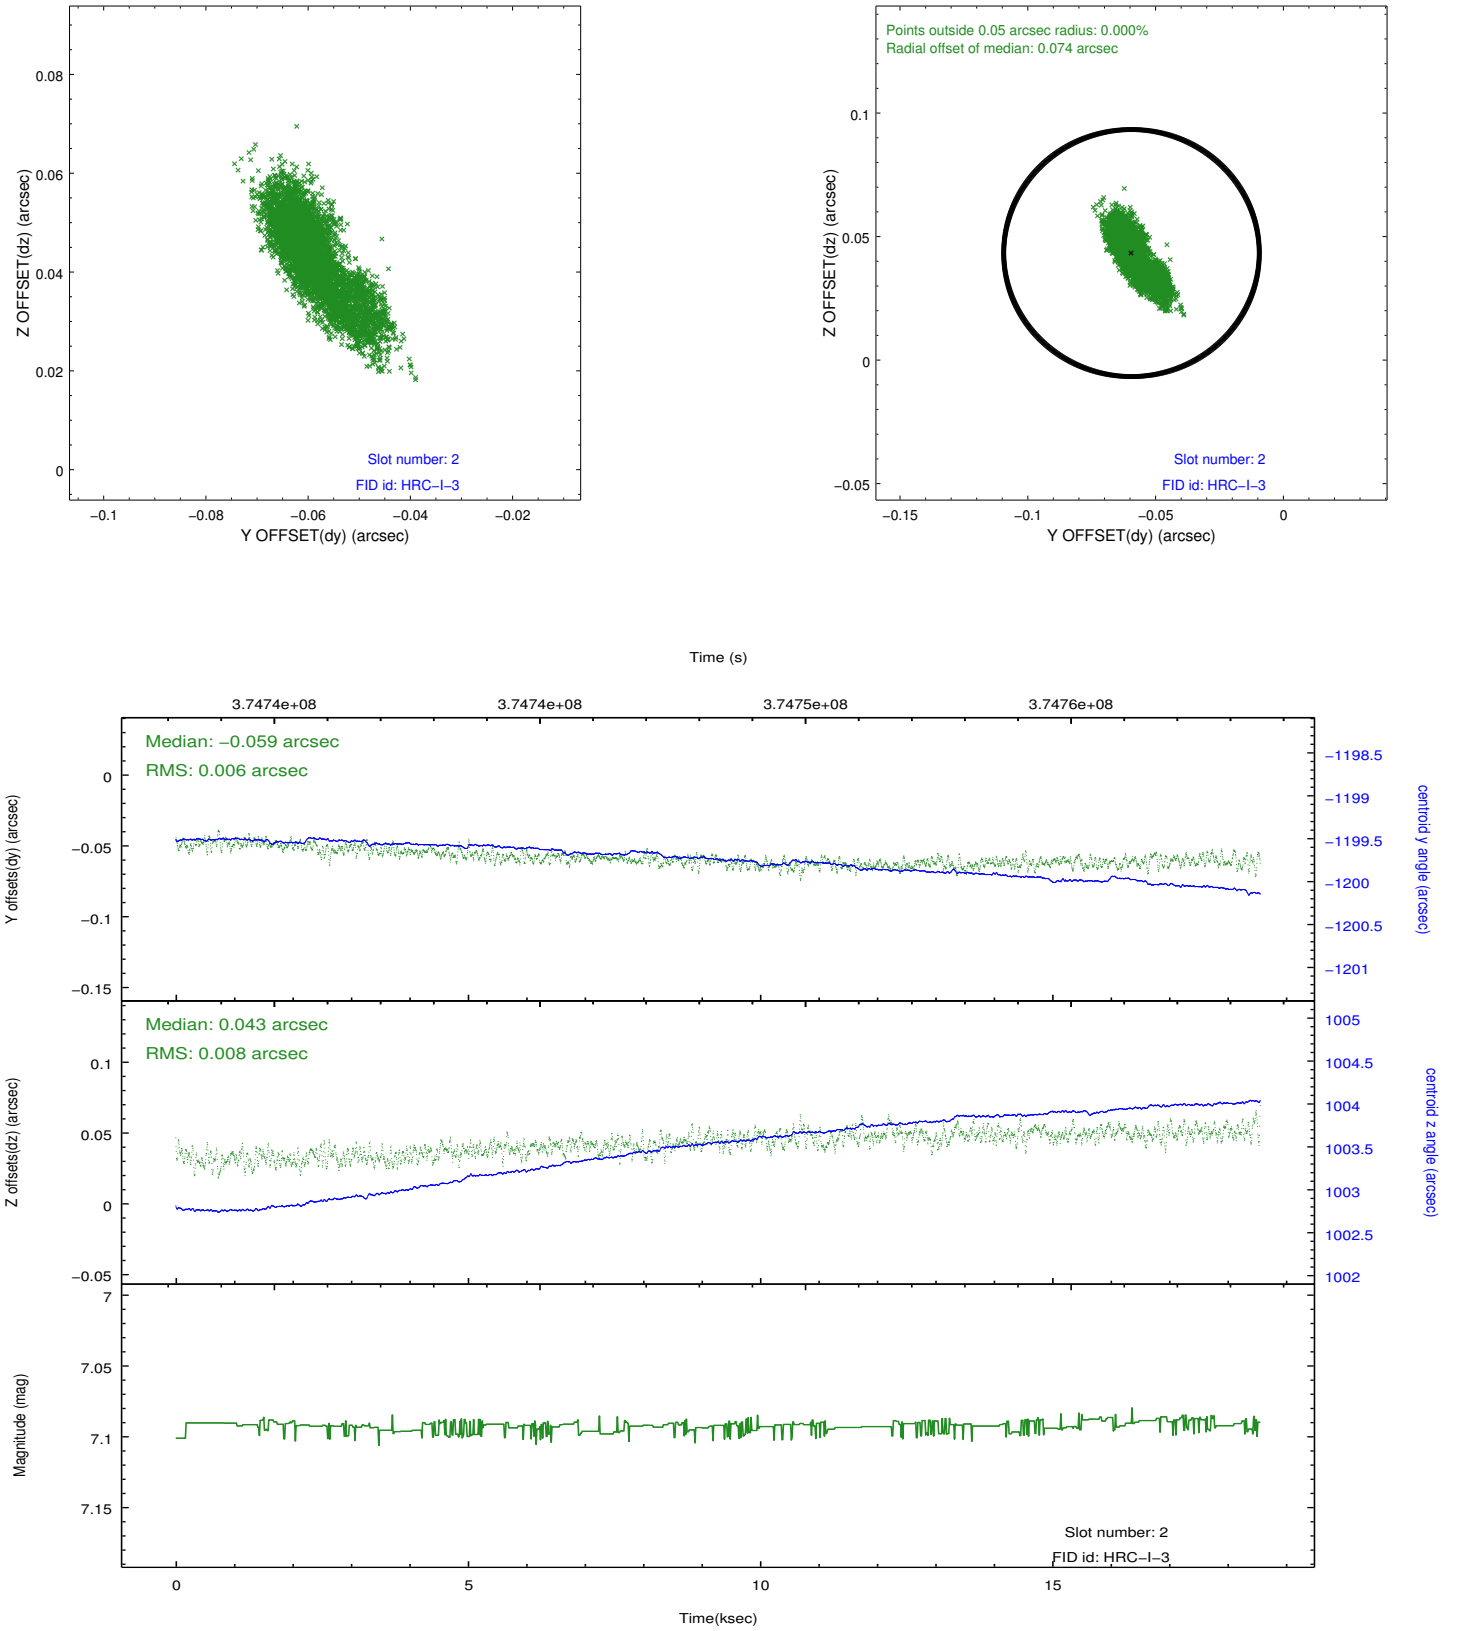 0.08
0.06
0.04
0.02
0
Z OFFSET(dz) (arcsec)
Slot number: 2
FID id: HRC−I−3
−0.1
−0.08
−0.06
−0.04
−0.02
Y OFFSET(dy) (arcsec)
Points outside 0.05 arcsec radius: 0.000%
Radial offset of median: 0.074 arcsec
0.1
0.05
0
−0.05
Z OFFSET(dz) (arcsec)
Slot number: 2
FID id: HRC−I−3
−0.15
−0.1
−0.05
0
Y OFFSET(dy) (arcsec)
Time (s)
3.7474e+08
3.7474e+08
3.7475e+08
3.7476e+08
Median: −0.059 arcsec
RMS: 0.006 arcsec
0
−0.05
−0.1
−0.15
Y offsets(dy) (arcsec)
−1198.5
−1199
−1199.5
−1200
−1200.5
−1201
centroid y angle (arcsec)
Median: 0.043 arcsec
RMS: 0.008 arcsec
0.1
0.05
0
−0.05
Z offsets(dz) (arcsec)
1005
1004.5
1004
1003.5
1003
1002.5
1002
centroid z angle (arcsec)
7
7.05
7.1
7.15
Magnitude (mag)
Slot number: 2
FID id: HRC−I−3
0
5
10
15
Time(ksec)